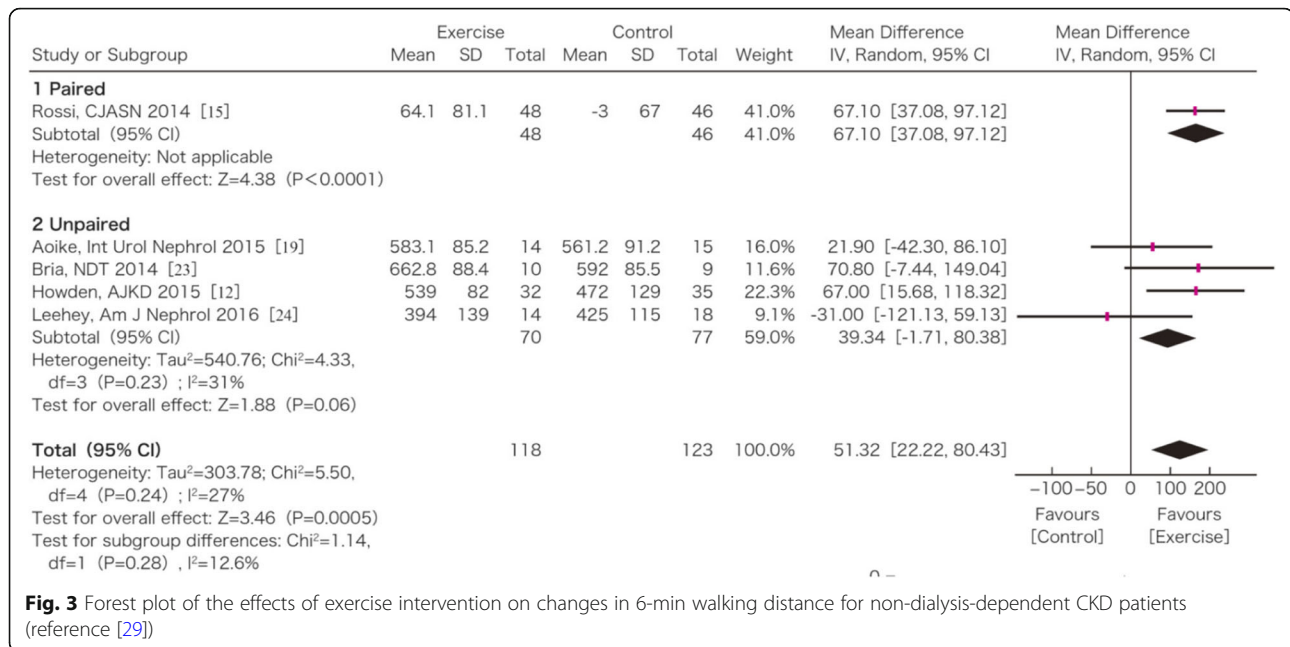 Exercise Control Mean Difference Mean Difference
Study or Subgroup Mean SD Total Mean SD Total Weight IV, Random, 95% CI IV, Random, 95% CI
1 Paired
Rossi, CJASN 2014 [15] 64.1 81.1 48 -3 67 46 41.0% 67.10 [37.08, 97.12]
Subtotal (95% CI) 48 46 41.0% 67.10 [37.08, 97.12]
Heterogeneity: Not applicable
Test for overall effect: Z=4.38 (P<0.0001)
2 Unpaired
Aoike, Int Urol Nephrol 2015 [19] 583.1 85.2 14 561.2 91.2 15 16.0% 21.90 [-42.30, 86.10]
Bria, NDT 2014 [23] 662.8 88.4 10 592 85.5 9 11.6% 70.80 [-7.44, 149.04]
Howden, AJKD 2015 [12] 539 82 32 472 129 35 22.3% 67.00 [15.68, 118.32]
Leehey, Am J Nephrol 2016 [24] 394 139 14 425 115 18 9.1% -31.00 [-121.13, 59.13]
Subtotal (95% CI) 70 77 59.0% 39.34 [-1.71, 80.38]
Heterogeneity: Tau²=540.76; Chi²=4.33,
df=3 (P=0.23) ; I²=31%
Test for overall effect: Z=1.88 (P=0.06)
Total (95% CI) 118 123 100.0% 51.32 [22.22, 80.43]
Heterogeneity: Tau²=303.78; Chi²=5.50,
df=4 (P=0.24) ; I²=27%
Test for overall effect: Z=3.46 (P=0.0005)
Test for subgroup differences: Chi²=1.14,
df=1 (P=0.28) , I²=12.6%
-100 -50 0 100 200
Favours Favours
[Control] [Exercise]
Fig. 3 Forest plot of the effects of exercise intervention on changes in 6-min walking distance for non-dialysis-dependent CKD patients
(reference [29])